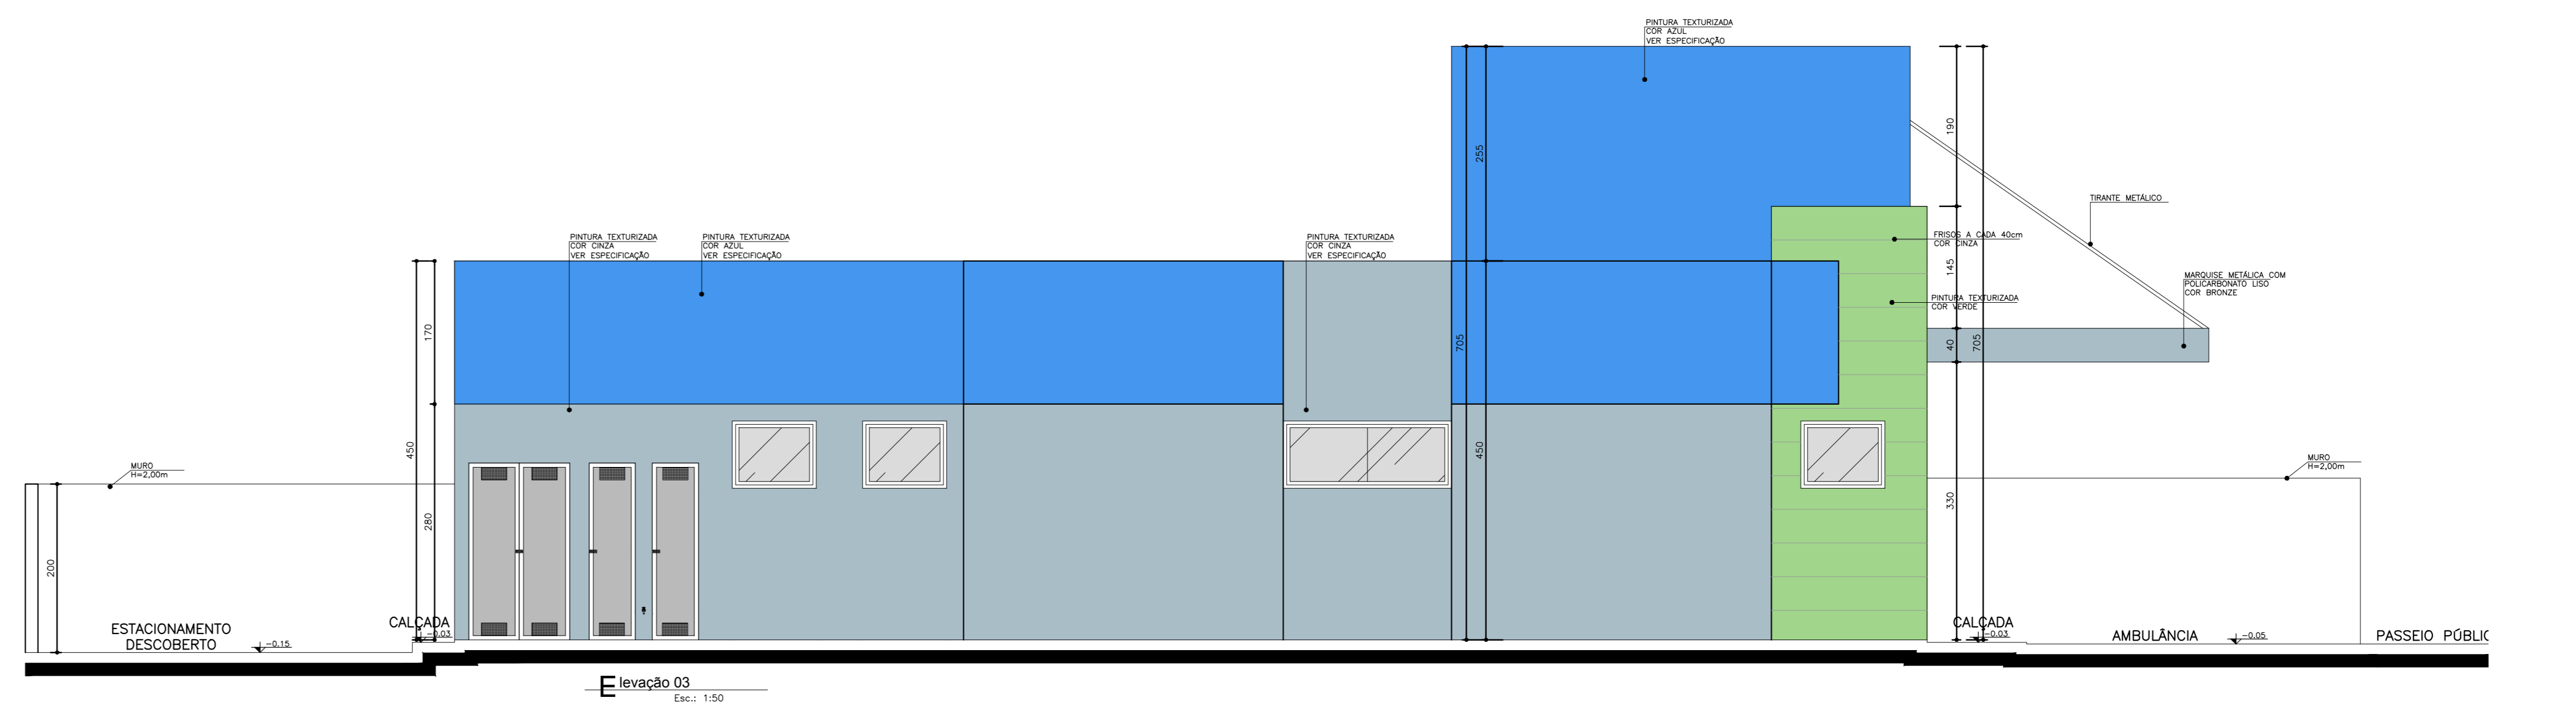 PINTURA TEXTURIZADA
COR AZUL
VER ESPECIFICAÇÃO
190
255
TIRANTE METÁLICO
PINTURA TEXTURIZADA
COR CINZA
VER ESPECIFICAÇÃO
PINTURA TEXTURIZADA
COR AZUL
VER ESPECIFICAÇÃO
PINTURA TEXTURIZADA
COR CINZA
VER ESPECIFICAÇÃO
FRISOS A CADA 40cm
COR CINZA
145
MARQUISE METÁLICA COM
POLICARBONATO LISO
COR BRONZE
PINTURA TEXTURIZADA
COR VERDE
170
705
40
705
450
450
MURO
H=2,00m
MURO
H=2,00m
280
330
200
CALÇADA
-0.03
ESTACIONAMENTO
DESCOBERTO
-0.15
CALÇADA
-0.03
AMBULÂNCIA
-0.05
PASSEIO PÚBLIC
Elevação 03
Esc.: 1:50